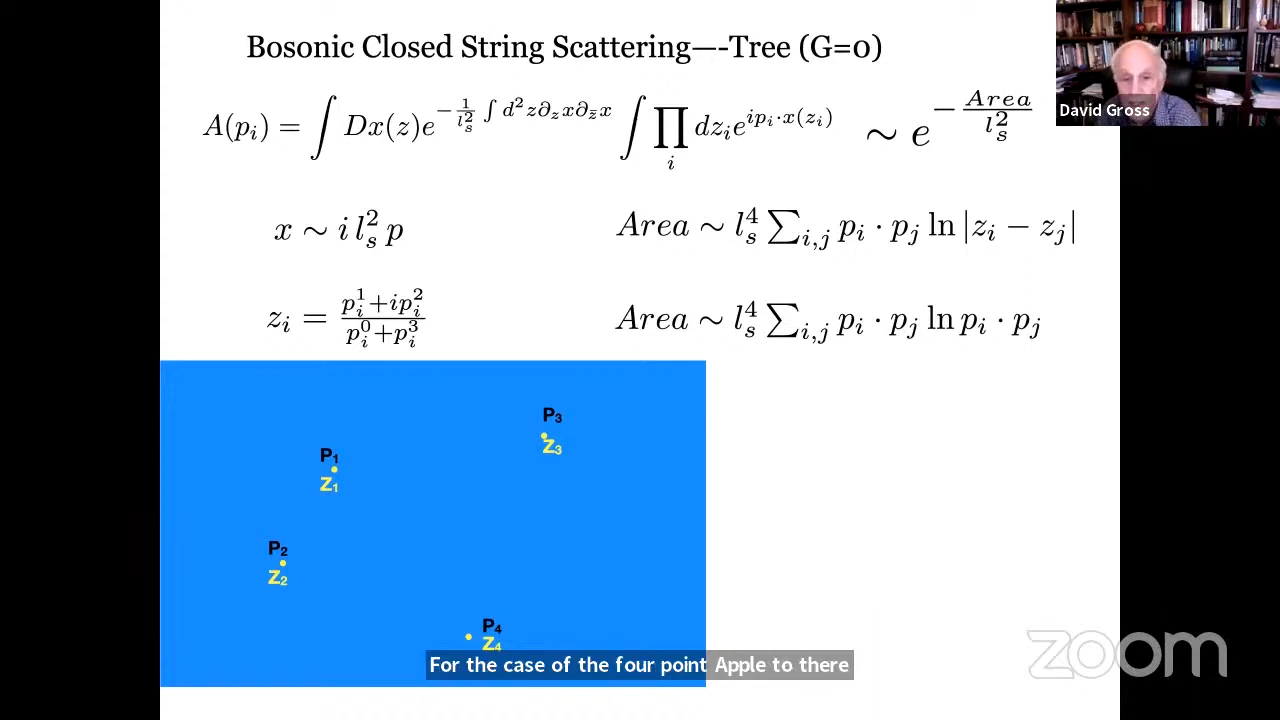 Bosonic Closed String Scattering—-Tree (G=0)
David Gross
A(p_i) = ∫ Dx(z)e^{-\frac{1}{l_s^2} ∫ d^2z∂_z x∂_{\bar{z}} x} ∫ ∏_i dz_i e^{ip_i·x(z_i)} ∼ e^{-\frac{Area}{l_s^2}}
x ∼ i l_s^2 p
Area ∼ l_s^4 ∑_{i,j} p_i · p_j ln |z_i − z_j|
z_i = \frac{p_i^1+ip_i^2}{p_i^0+p_i^3}
Area ∼ l_s^4 ∑_{i,j} p_i · p_j ln p_i · p_j
P₃
Z₃
P₁
Z₁
P₂
Z₂
P₄
Z₄
For the case of the four point Apple to there
zoom